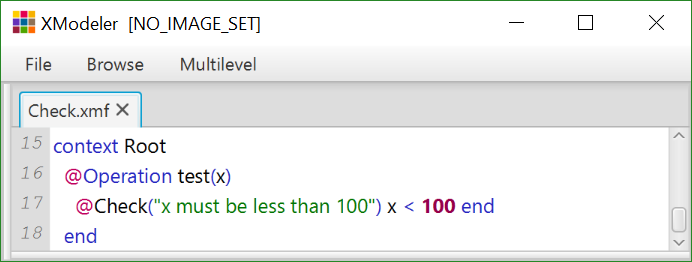 XModeler [NO_IMAGE_SET]
File Browse Multilevel
Check.xmf
15 context Root
16 @Operation test(x)
17 @Check("x must be less than 100") x < 100 end
18 end